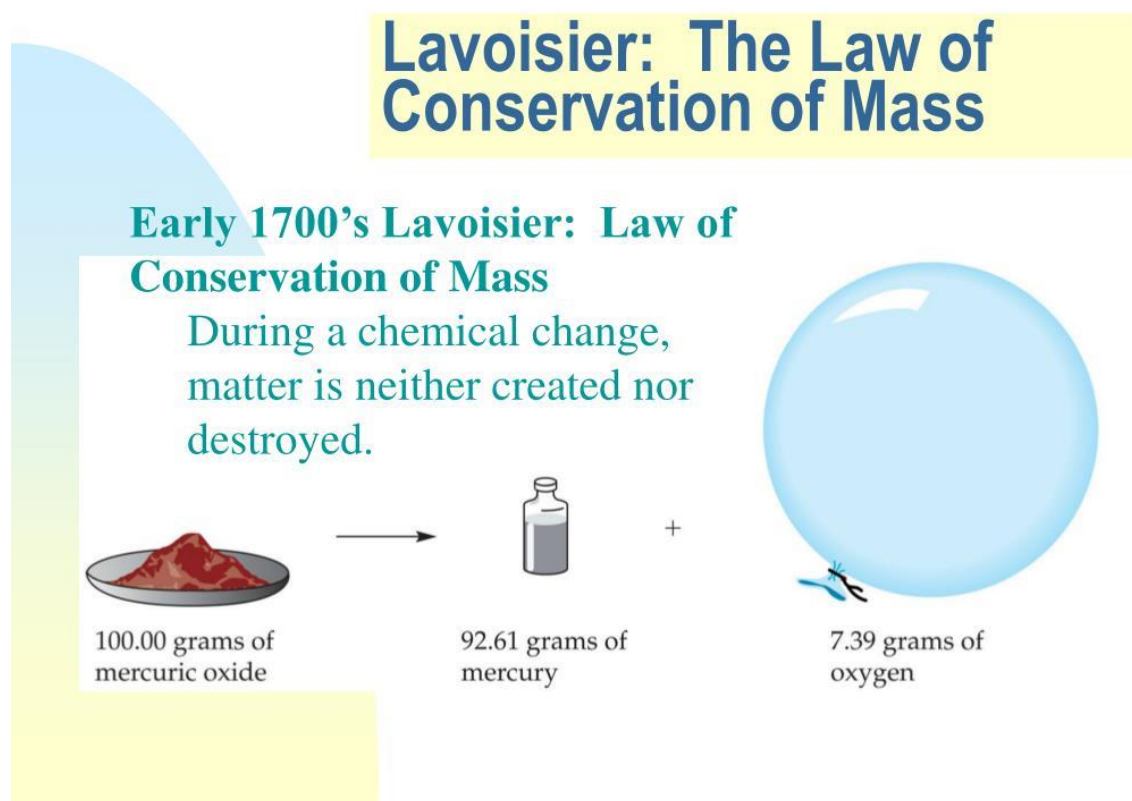 Lavoisier:  The Law of
Conservation of Mass
Early 1700’s Lavoisier:  Law of
Conservation of Mass
During a chemical change,
matter is neither created nor
destroyed.
+
100.00 grams of
mercuric oxide
92.61 grams of
mercury
7.39 grams of
oxygen